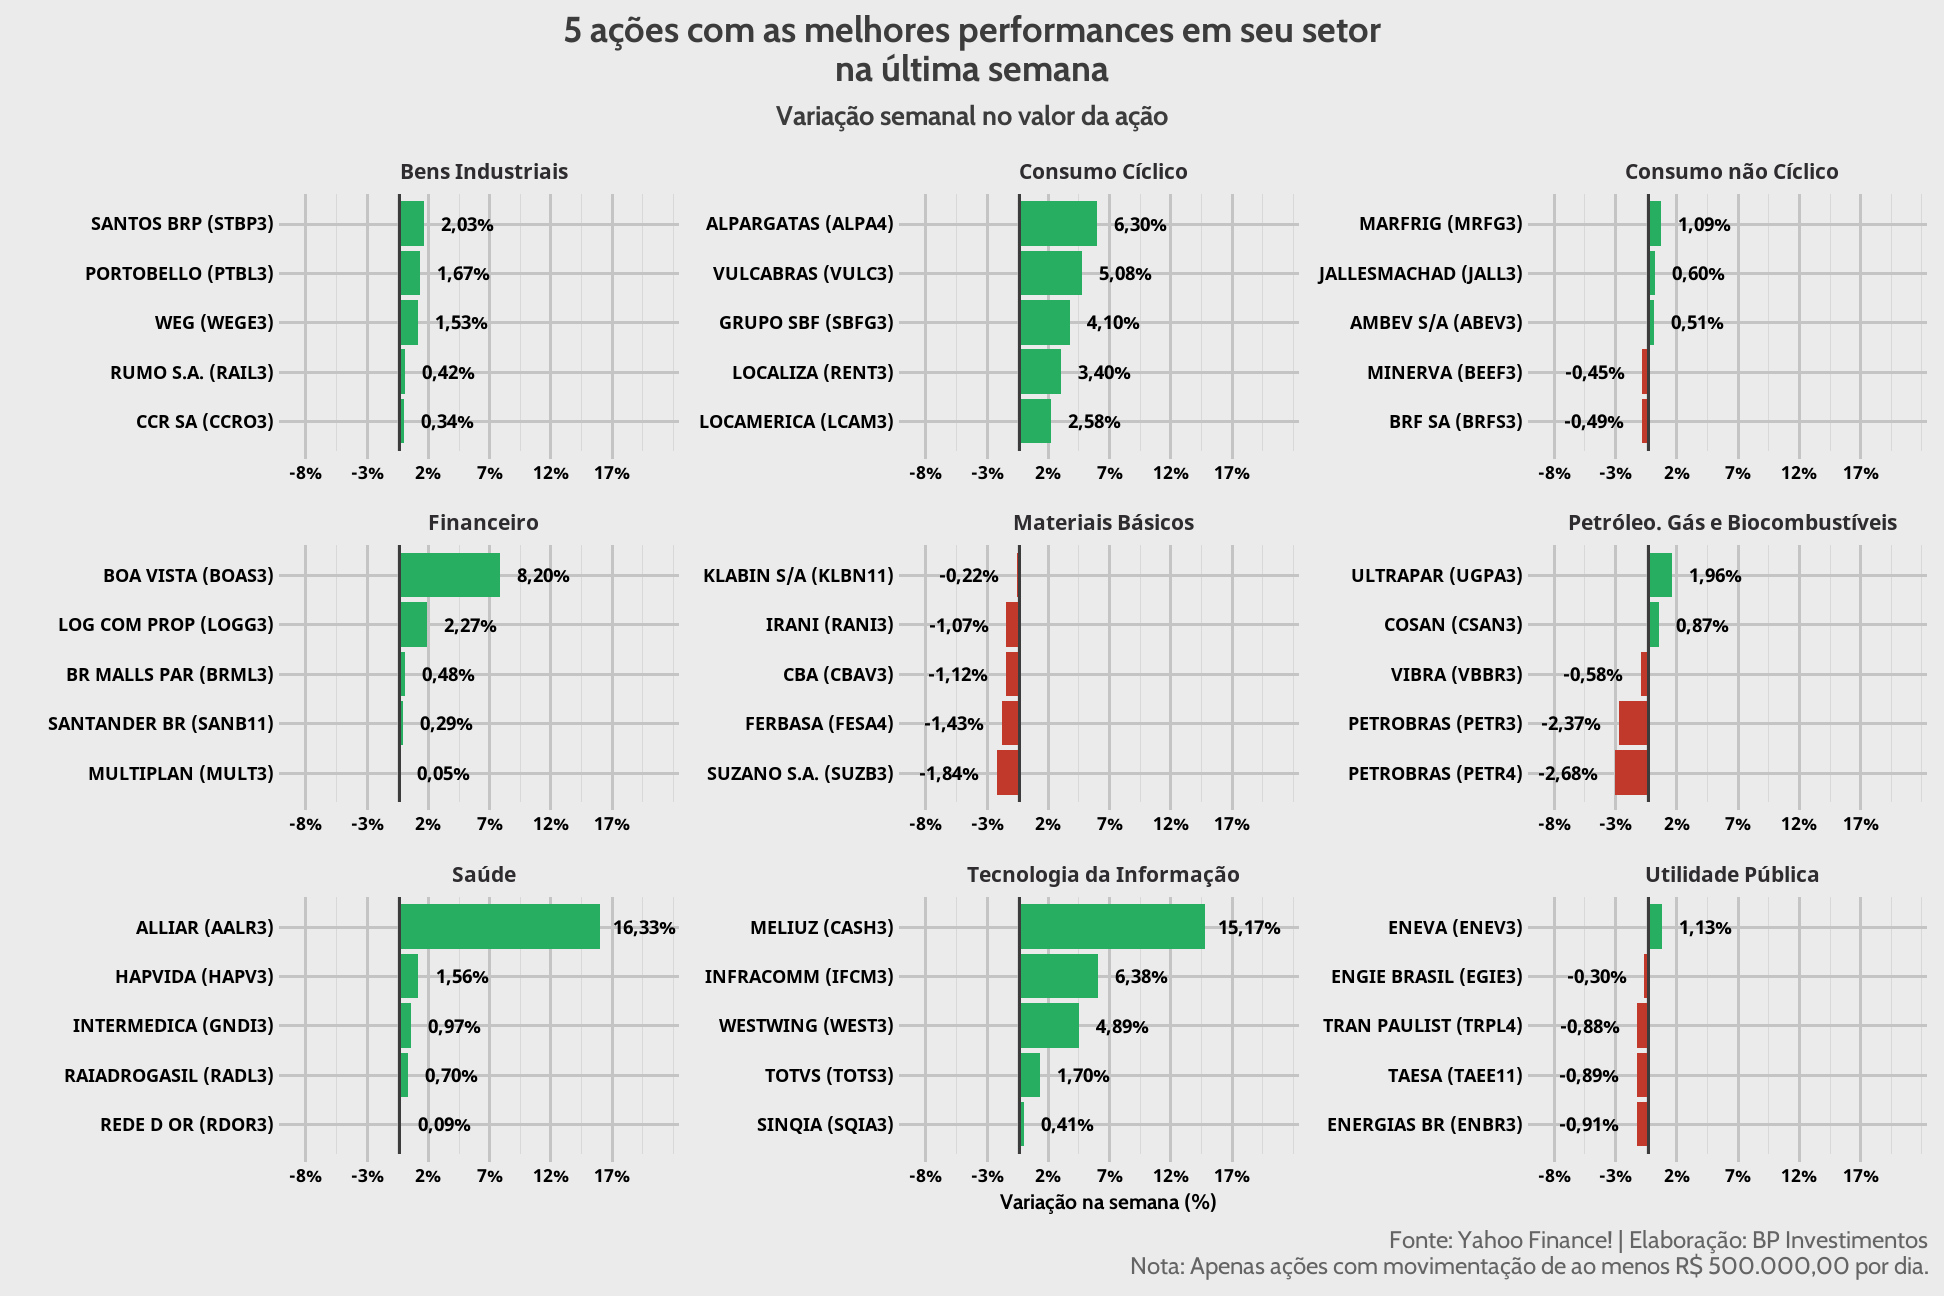 5 ações com as melhores performances em seu setor
na última semana
Variação semanal no valor da ação
Bens Industriais
SANTOS BRP (STBP3) 2,03%
PORTOBELLO (PTBL3) 1,67%
WEG (WEGE3) 1,53%
RUMO S.A. (RAIL3) 0,42%
CCR SA (CCRO3) 0,34%
-8% -3% 2% 7% 12% 17%
Consumo Cíclico
ALPARGATAS (ALPA4) 6,30%
VULCABRAS (VULC3) 5,08%
GRUPO SBF (SBFG3) 4,10%
LOCALIZA (RENT3) 3,40%
LOCAMERICA (LCAM3) 2,58%
-8% -3% 2% 7% 12% 17%
Consumo não Cíclico
MARFRIG (MRFG3) 1,09%
JALLESMACHAD (JALL3) 0,60%
AMBEV S/A (ABEV3) 0,51%
MINERVA (BEEF3) -0,45%
BRF SA (BRFS3) -0,49%
-8% -3% 2% 7% 12% 17%
Financeiro
BOA VISTA (BOAS3) 8,20%
LOG COM PROP (LOGG3) 2,27%
BR MALLS PAR (BRML3) 0,48%
SANTANDER BR (SANB11) 0,29%
MULTIPLAN (MULT3) 0,05%
-8% -3% 2% 7% 12% 17%
Materiais Básicos
KLABIN S/A (KLBN11) -0,22%
IRANI (RANI3) -1,07%
CBA (CBAV3) -1,12%
FERBASA (FESA4) -1,43%
SUZANO S.A. (SUZB3) -1,84%
-8% -3% 2% 7% 12% 17%
Petróleo. Gás e Biocombustíveis
ULTRAPAR (UGPA3) 1,96%
COSAN (CSAN3) 0,87%
VIBRA (VBBR3) -0,58%
PETROBRAS (PETR3) -2,37%
PETROBRAS (PETR4) -2,68%
-8% -3% 2% 7% 12% 17%
Saúde
ALLIAR (AALR3) 16,33%
HAPVIDA (HAPV3) 1,56%
INTERMEDICA (GNDI3) 0,97%
RAIADROGASIL (RADL3) 0,70%
REDE D OR (RDOR3) 0,09%
-8% -3% 2% 7% 12% 17%
Tecnologia da Informação
MELIUZ (CASH3) 15,17%
INFRACOMM (IFCM3) 6,38%
WESTWING (WEST3) 4,89%
TOTVS (TOTS3) 1,70%
SINQIA (SQIA3) 0,41%
-8% -3% 2% 7% 12% 17%
Utilidade Pública
ENEVA (ENEV3) 1,13%
ENGIE BRASIL (EGIE3) -0,30%
TRAN PAULIST (TRPL4) -0,88%
TAESA (TAEE11) -0,89%
ENERGIAS BR (ENBR3) -0,91%
-8% -3% 2% 7% 12% 17%
Variação na semana (%)
Fonte: Yahoo Finance! | Elaboração: BP Investimentos
Nota: Apenas ações com movimentação de ao menos R$ 500.000,00 por dia.